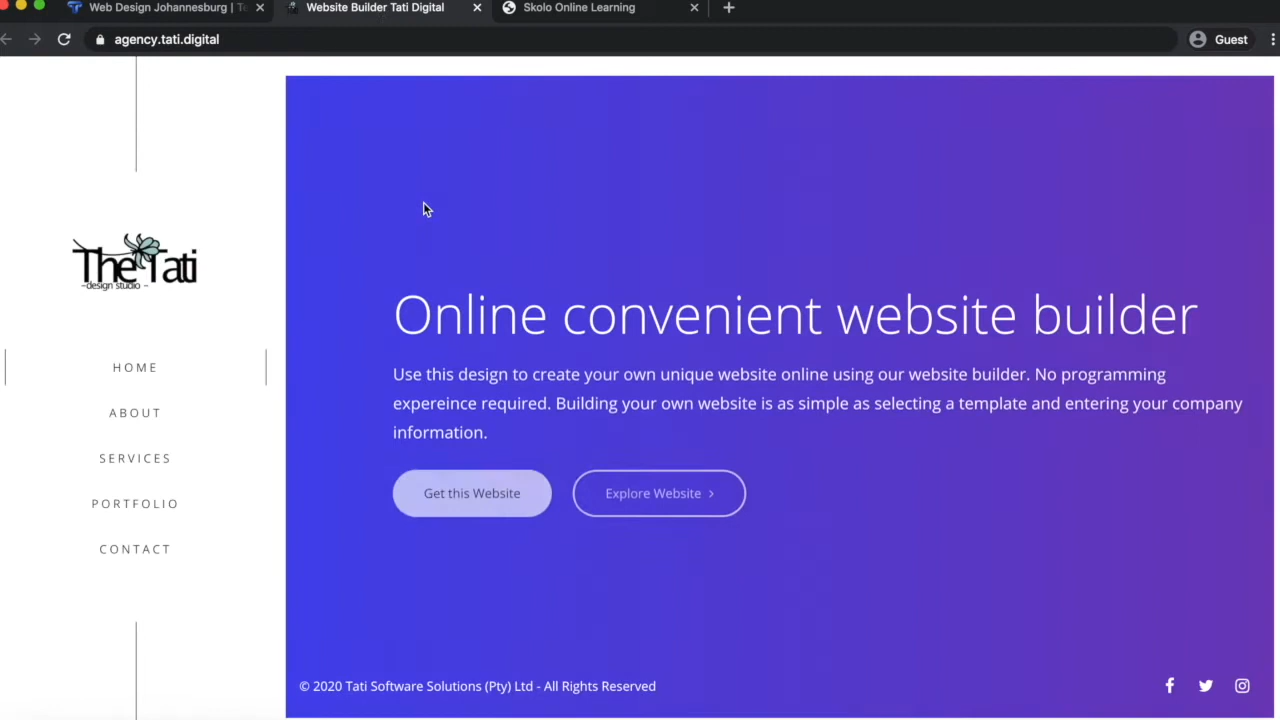 Web Design Johannesburg | Te
Website Builder Tati Digital
Skolo Online Learning
agency.tati.digital
Guest
The Tati
~design studio ~
HOME
ABOUT
SERVICES
PORTFOLIO
CONTACT
Online convenient website builder
Use this design to create your own unique website online using our website builder. No programming
expereince required. Building your own website is as simple as selecting a template and entering your company
information.
Get this Website
Explore Website
© 2020 Tati Software Solutions (Pty) Ltd - All Rights Reserved